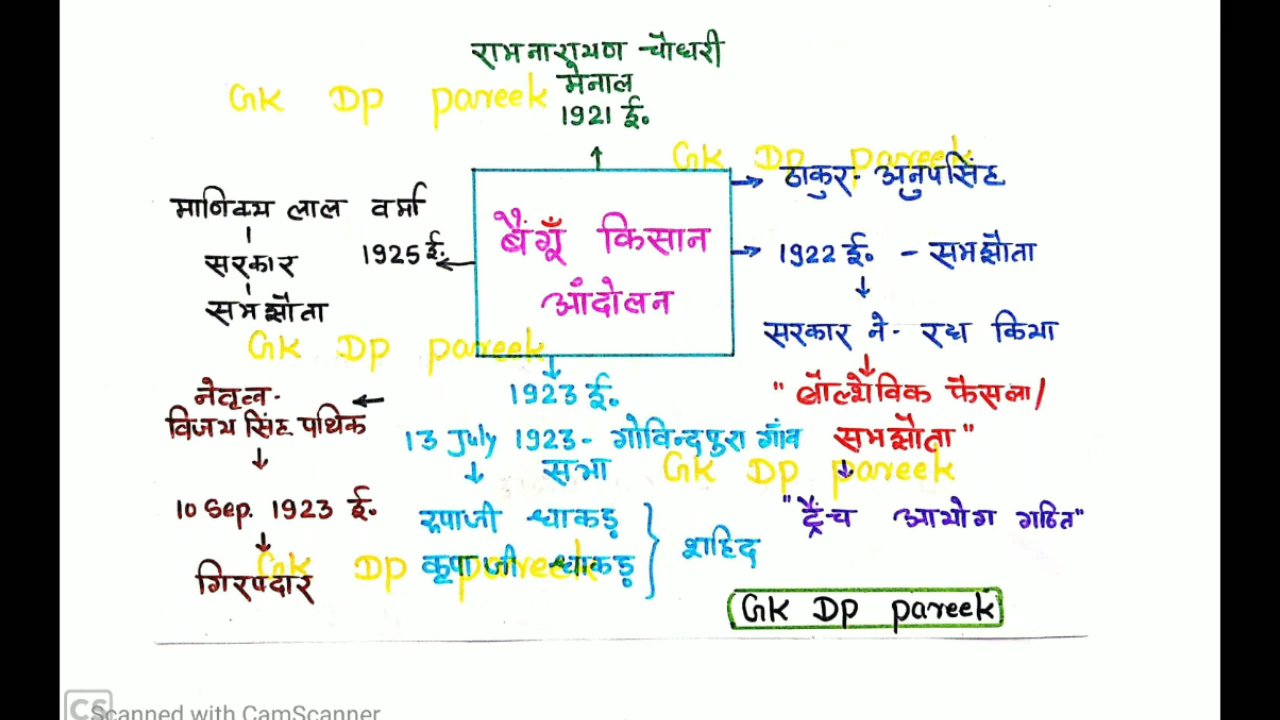 रामनारायण चौधरी
मेनाल
1921 ई.
GK DP pareek
GK DP pareek
बैंगूँ किसान
आंदोलन
ठाकुर- अनुपसिंह
1922 ई. - समझौता
↓
सरकार ने- रद्द किया
↓
"बॉल्शेविक फैसला/
समझौता"
↓
"ट्रैंच आयोग गठित"
माणिक्य लाल वर्मा
1925 ई.
सरकार
समझौता
GK DP pareek
1923 ई.
13 July 1923- गोविन्दपुरा गाँव
सभा
GK DP pareek
↓
रूपाजी धाकड़
कृपाजी धाकड़
शहिद
नेतृत्व-
विजय सिंह पथिक
↓
10 Sep. 1923 ई.
↓
गिरफ्दार
GK DP pareek
GK DP pareek
CS Scanned with CamScanner